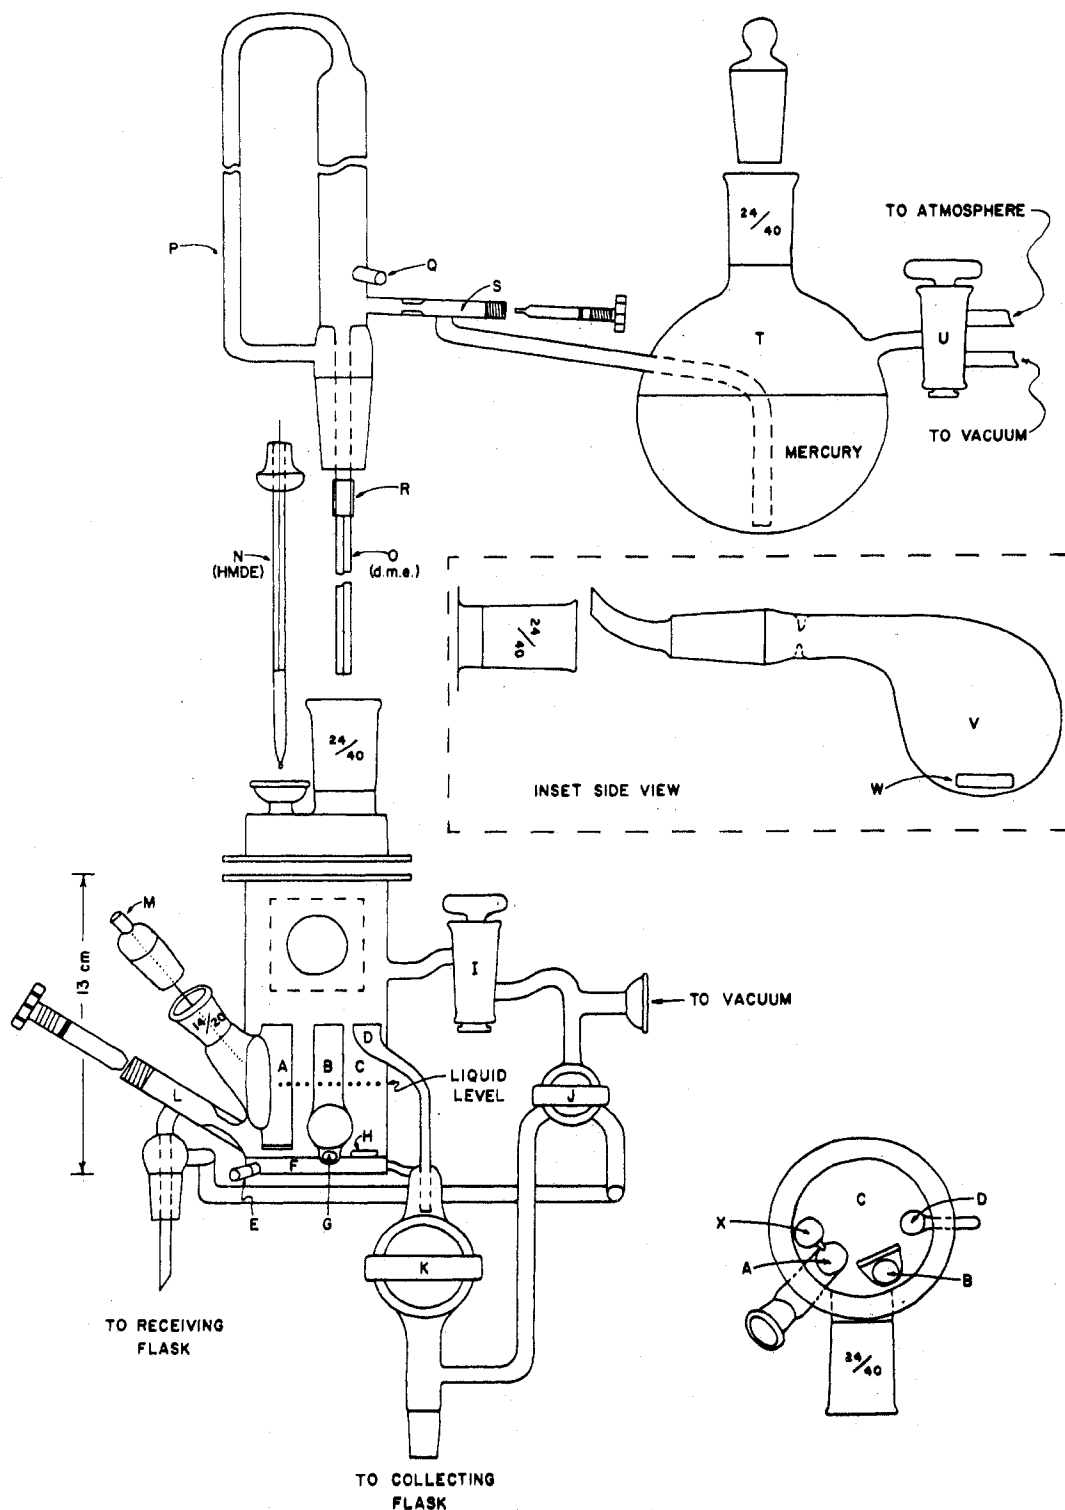 24/40
TO ATMOSPHERE
P
Q
S
T
U
MERCURY
TO VACUUM
R
N
(HMDE)
O
(d.m.e.)
24/40
V
W
INSET SIDE VIEW
24/40
M
13 cm
I
TO VACUUM
14/20
D
A
B
C
LIQUID
LEVEL
J
L
H
F
E
G
K
TO RECEIVING
FLASK
C
D
X
A
B
24/40
TO COLLECTING
FLASK